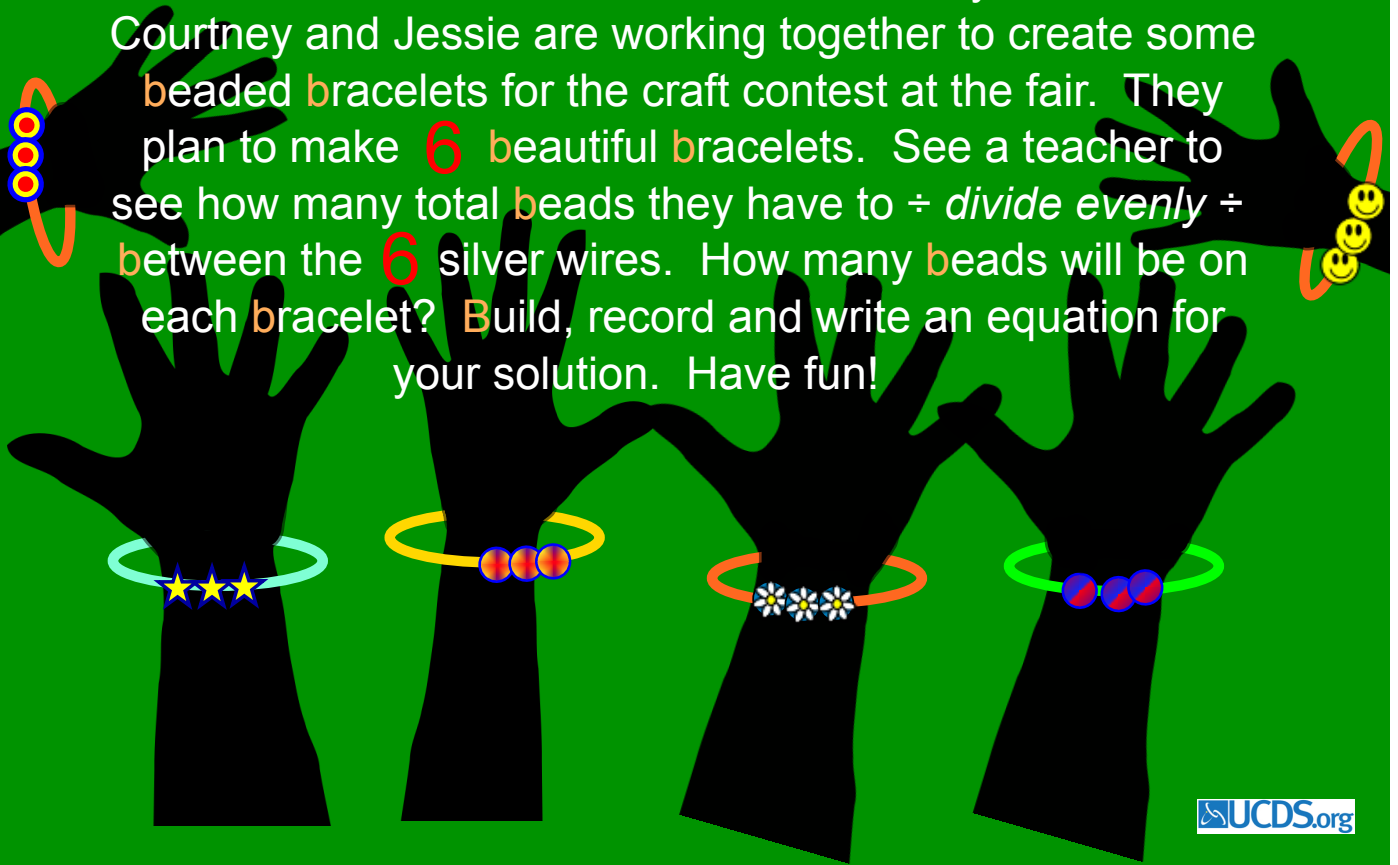 Courtney and Jessie are working together to create some
beaded bracelets for the craft contest at the fair. They
plan to make 6 beautiful bracelets. See a teacher to
see how many total beads they have to ÷ divide evenly ÷
between the 6 silver wires. How many beads will be on
each bracelet? Build, record and write an equation for
your solution. Have fun!
UCDS.org